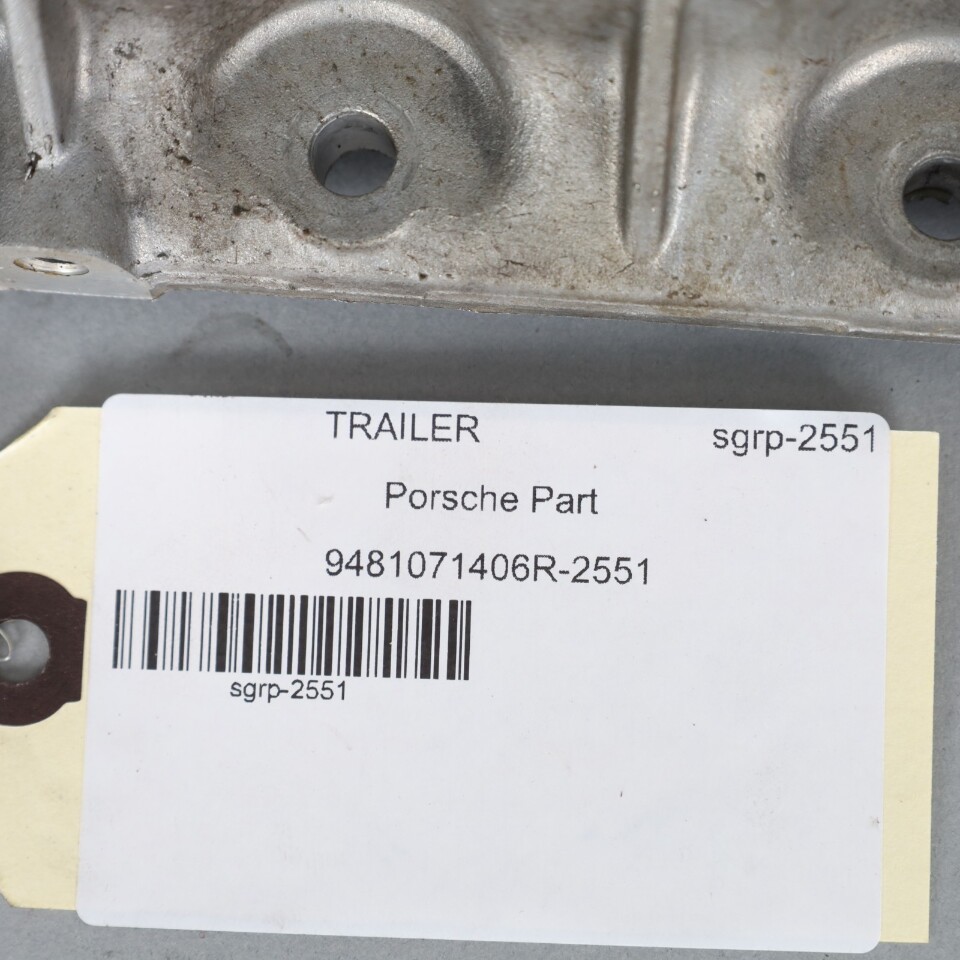 TRAILER sgrp-2551
Porsche Part
9481071406R-2551
sgrp-2551